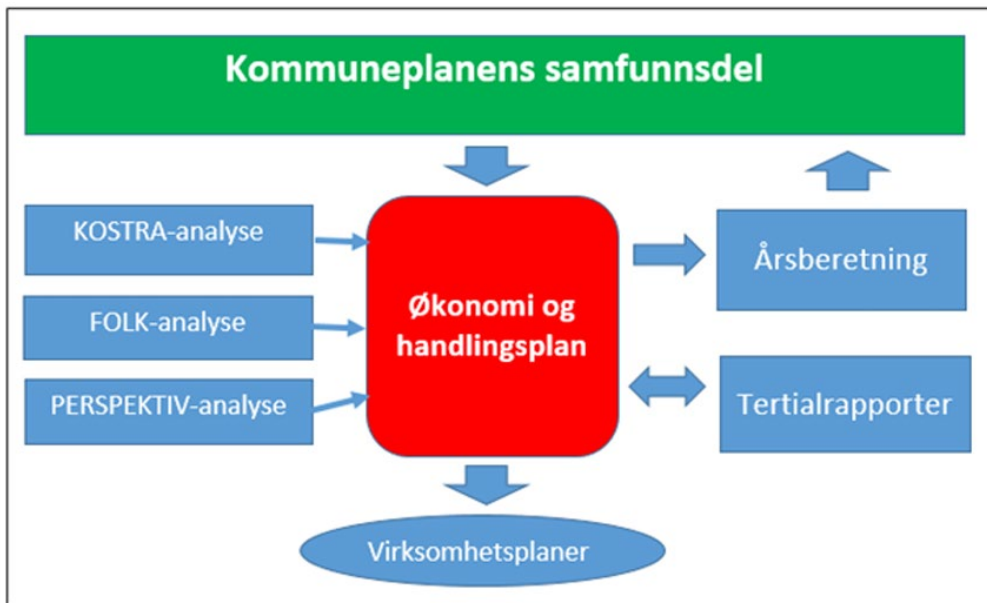 Kommuneplanens samfunnsdel
KOSTRA-analyse
FOLK-analyse
PERSPEKTIV-analyse
Økonomi og
handlingsplan
Årsberetning
Tertialrapporter
Virksomhetsplaner